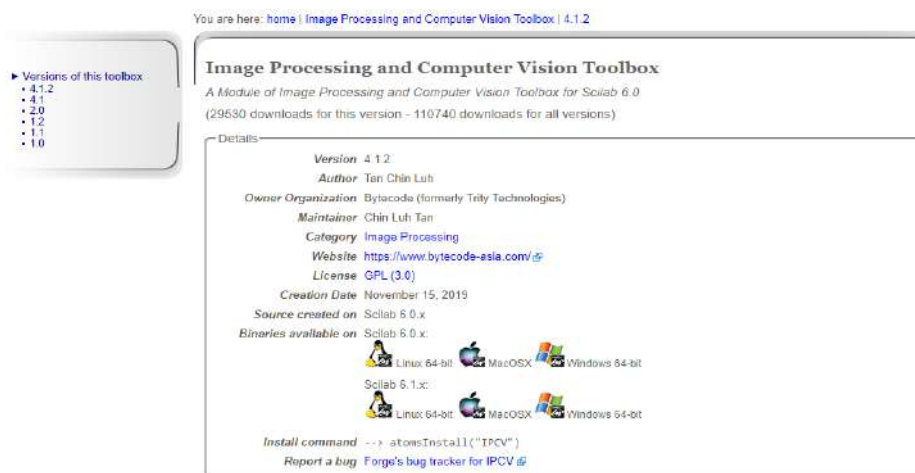 You are here: home | Image Processing and Computer Vision Toolbox | 4.1.2
Versions of this toolbox
• 4.1.2
• 4.1
• 2.0
• 1.2
• 1.1
• 1.0
Image Processing and Computer Vision Toolbox
A Module of Image Processing and Computer Vision Toolbox for Scilab 6.0
(29530 downloads for this version - 110740 downloads for all versions)
Details
Version 4.1.2
Author Tan Chin Luh
Owner Organization Bytecode (formerly Trity Technologies)
Maintainer Chin Luh Tan
Category Image Processing
Website https://www.bytecode-asia.com/
License GPL (3.0)
Creation Date November 15, 2019
Source created on Scilab 6.0.x
Binaries available on Scilab 6.0.x:
Linux 64-bit MacOSX Windows 64-bit
Scilab 6.1.x:
Linux 64-bit MacOSX Windows 64-bit
Install command --> atomsInstall("IPCV")
Report a bug Forge's bug tracker for IPCV